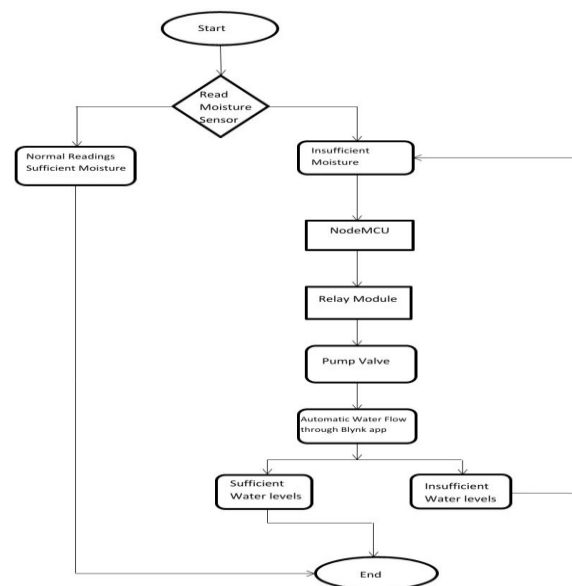 Start
Read
Moisture
Sensor
Normal Readings
Sufficient Moisture
Insufficient
Moisture
NodeMCU
Relay Module
Pump Valve
Automatic Water Flow
through Blynk app
Sufficient
Water levels
Insufficient
Water levels
End